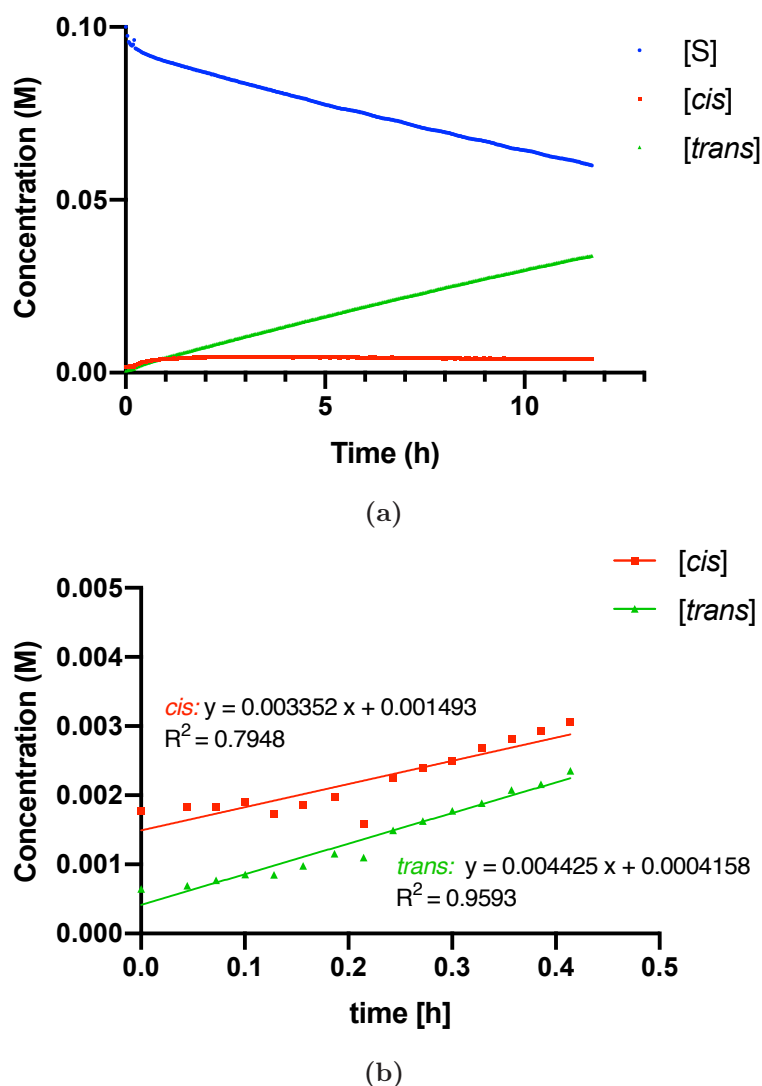 0.10
0.05
0.00
Concentration (M)
0
5
10
Time (h)
[S]
[cis]
[trans]
(a)
[cis]
[trans]
0.005
0.004
0.003
0.002
0.001
0.000
Concentration (M)
cis: y = 0.003352 x + 0.001493
R² = 0.7948
trans: y = 0.004425 x + 0.0004158
R² = 0.9593
0.0
0.1
0.2
0.3
0.4
0.5
time [h]
(b)